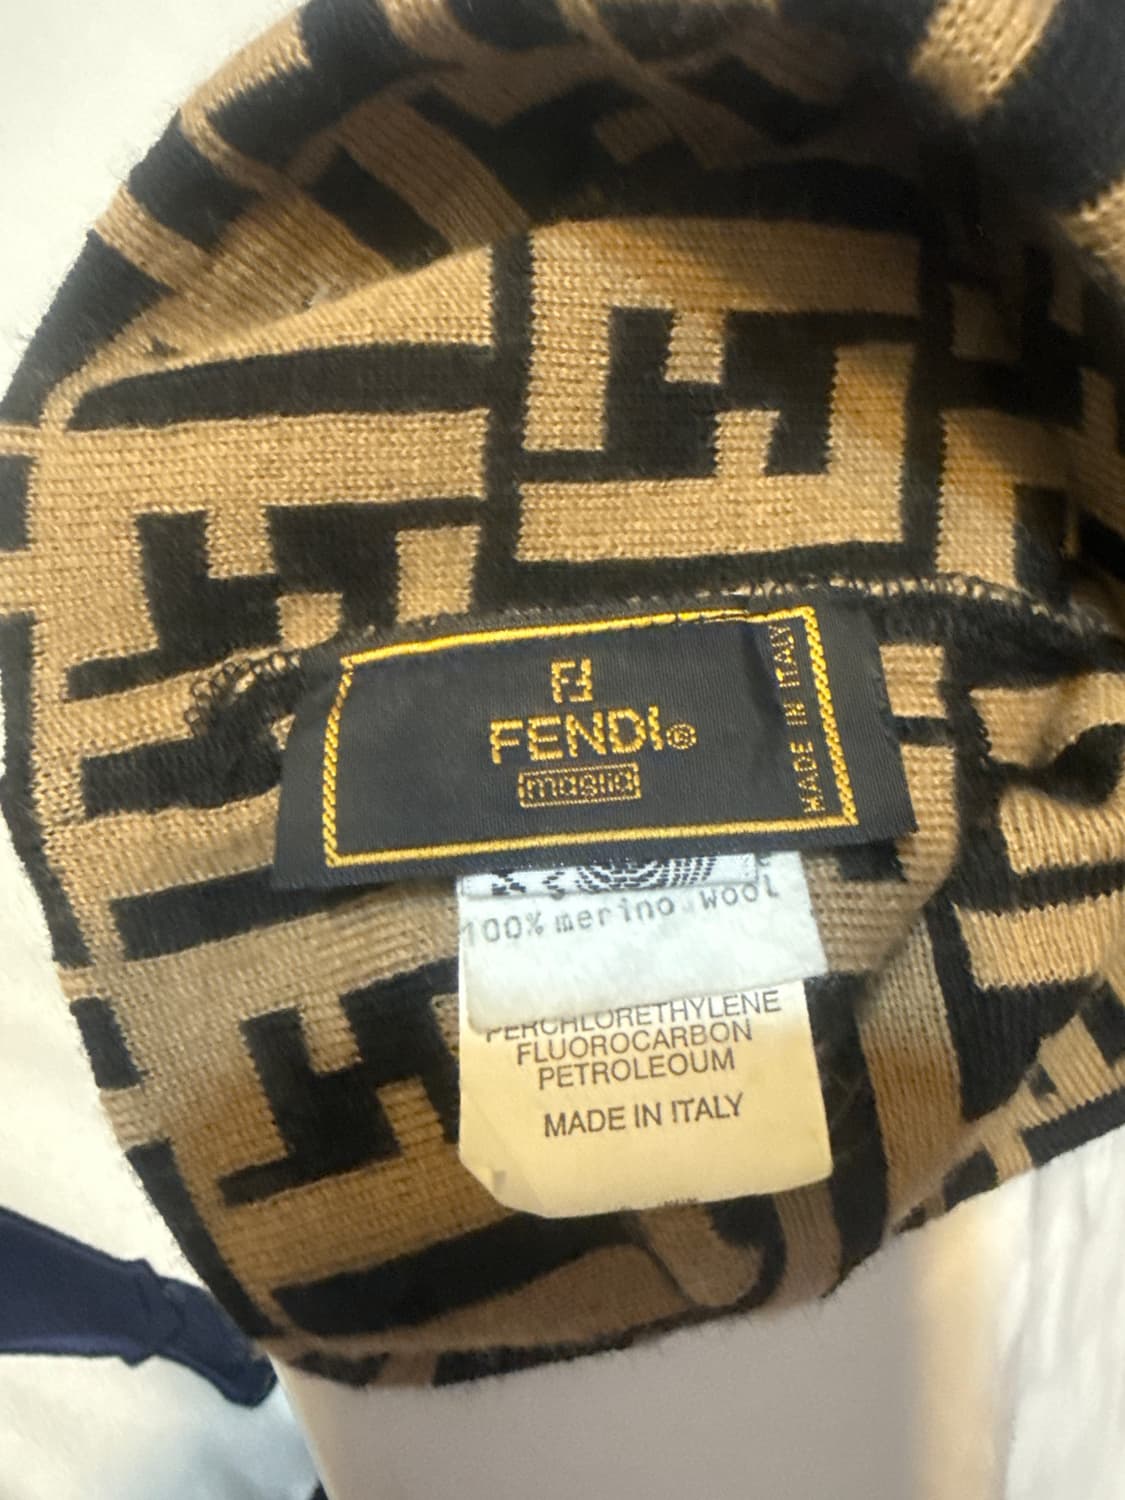 FF
FENDI®
maglia
MADE IN ITALY
100% merino wool
PERCHLORETHYLENE
FLUOROCARBON
PETROLEOUM
MADE IN ITALY